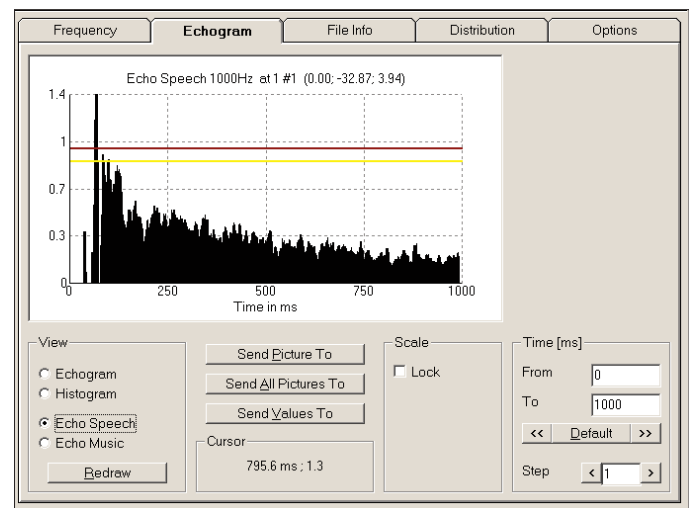 Frequency Echogram File Info Distribution Options
Echo Speech 1000Hz at 1 #1 (0.00; -32.87; 3.94)
1.4
1
0.7
0.3
0
0 250 500 750 1000
Time in ms
View
Echogram
Histogram
Echo Speech
Echo Music
Redraw
Send Picture To
Send All Pictures To
Send Values To
Cursor
795.6 ms ; 1.3
Scale
Lock
Time [ms]
From 0
To 1000
<< Default >>
Step < 1 >